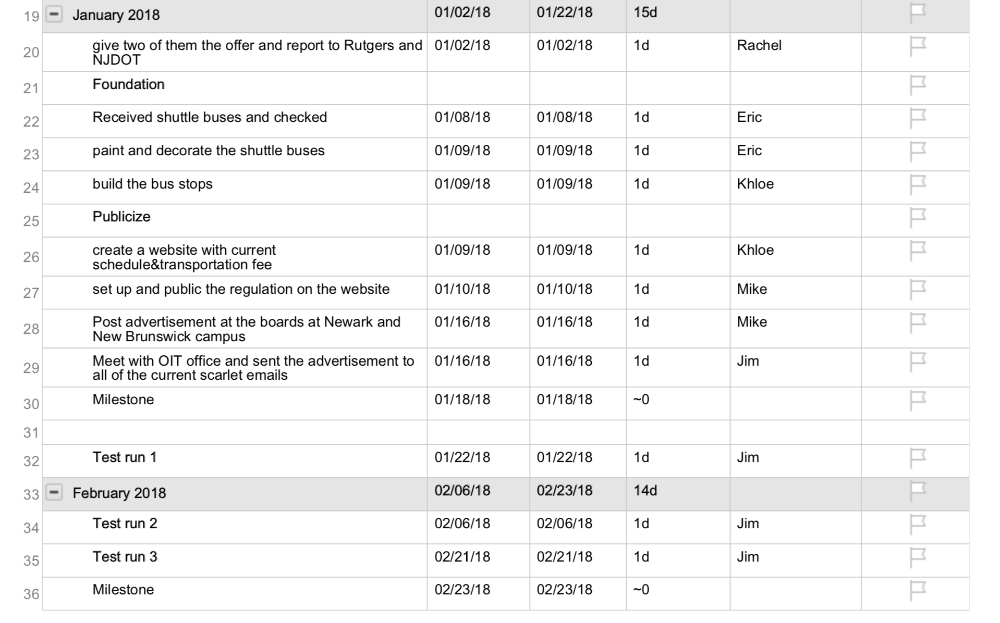 19 January 2018 01/02/18 01/22/18 15d
20 give two of them the offer and report to Rutgers and 01/02/18 01/02/18 1d Rachel
NJDOT
21 Foundation
22 Received shuttle buses and checked 01/08/18 01/08/18 1d Eric
23 paint and decorate the shuttle buses 01/09/18 01/09/18 1d Eric
24 build the bus stops 01/09/18 01/09/18 1d Khloe
25 Publicize
26 create a website with current 01/09/18 01/09/18 1d Khloe
schedule&transportation fee
27 set up and public the regulation on the website 01/10/18 01/10/18 1d Mike
28 Post advertisement at the boards at Newark and 01/16/18 01/16/18 1d Mike
New Brunswick campus
29 Meet with OIT office and sent the advertisement to 01/16/18 01/16/18 1d Jim
all of the current scarlet emails
30 Milestone 01/18/18 01/18/18 ~0
31
32 Test run 1 01/22/18 01/22/18 1d Jim
33 February 2018 02/06/18 02/23/18 14d
34 Test run 2 02/06/18 02/06/18 1d Jim
35 Test run 3 02/21/18 02/21/18 1d Jim
36 Milestone 02/23/18 02/23/18 ~0